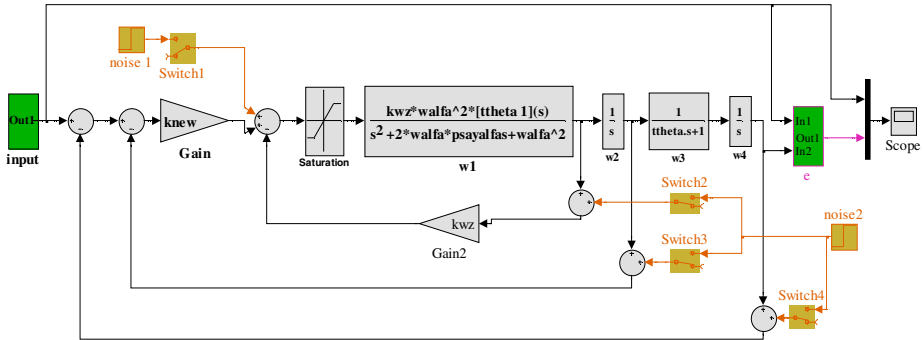 noise 1
Switch1
Out1
input
knew
Gain
Saturation
kwz*walfa^2*[ttheta 1](s)
s^2+2*walfa*psayalfas+walfa^2
w1
1
s
w2
1
ttheta.s+1
w3
1
s
w4
In1
Out1
In2
e
Scope
Switch2
noise2
kwz
Gain2
Switch3
Switch4